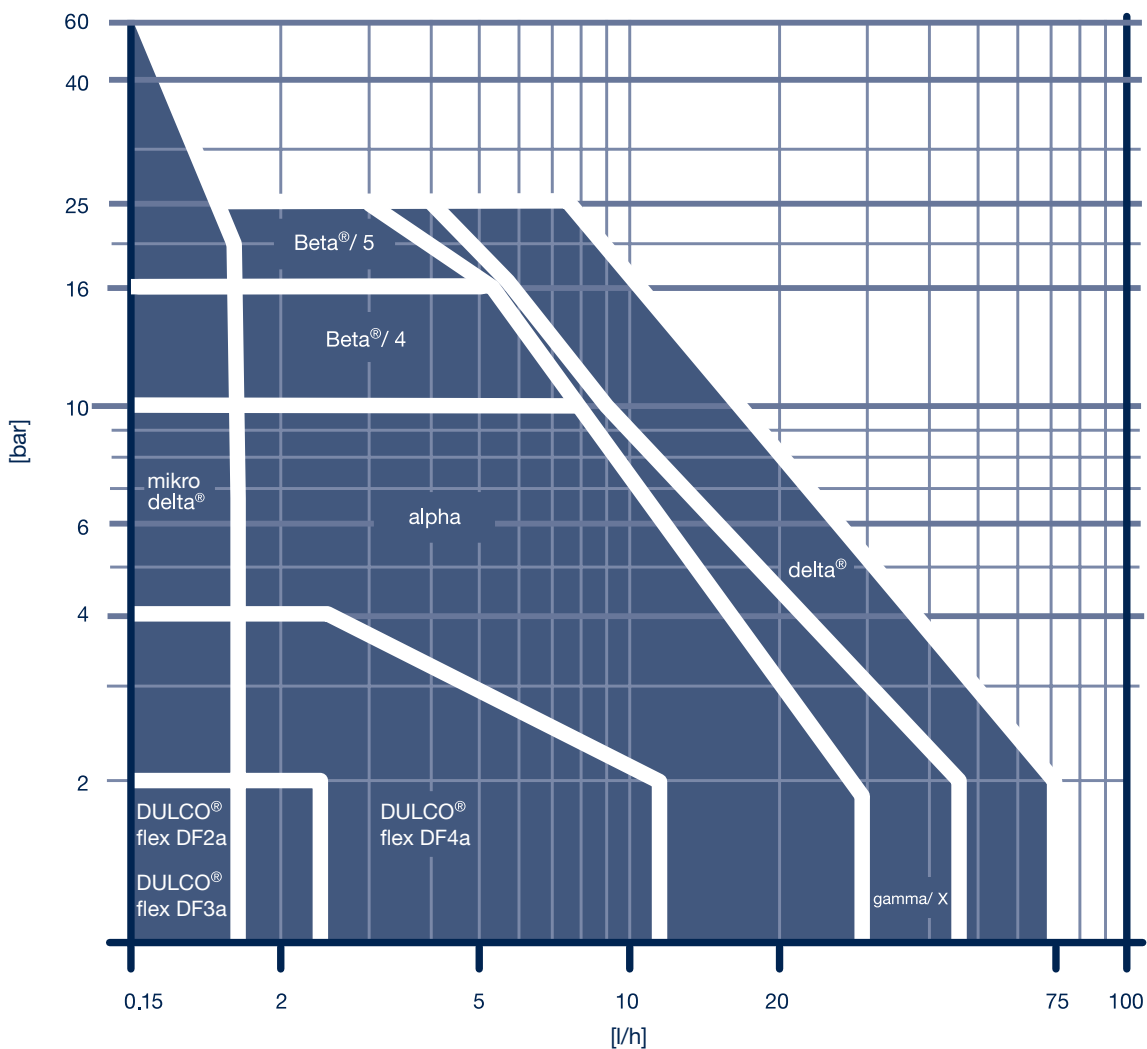 60
40
25
Beta®/ 5
16
Beta®/ 4
10
[bar]
mikro
delta®
alpha
6
delta®
4
2
DULCO®
flex DF2a
DULCO®
flex DF4a
DULCO®
flex DF3a
gamma/ X
0.15 2 5 10 20 75 100
[l/h]